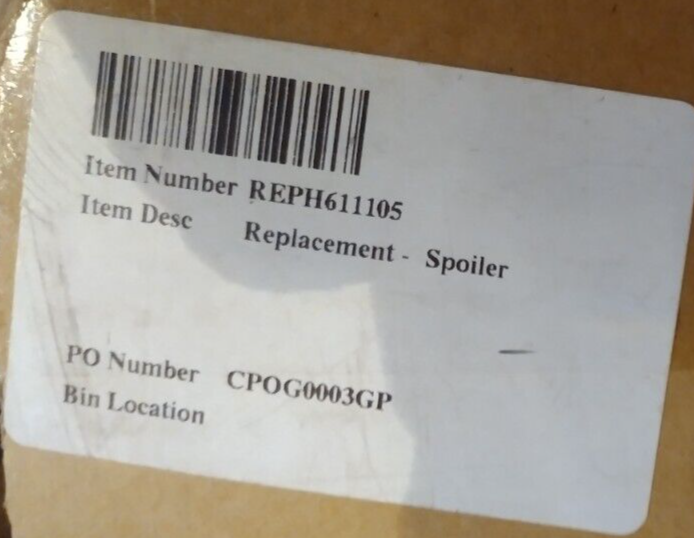 Item Number REPH611105
Item Desc Replacement - Spoiler
PO Number CPOG0003GP
Bin Location